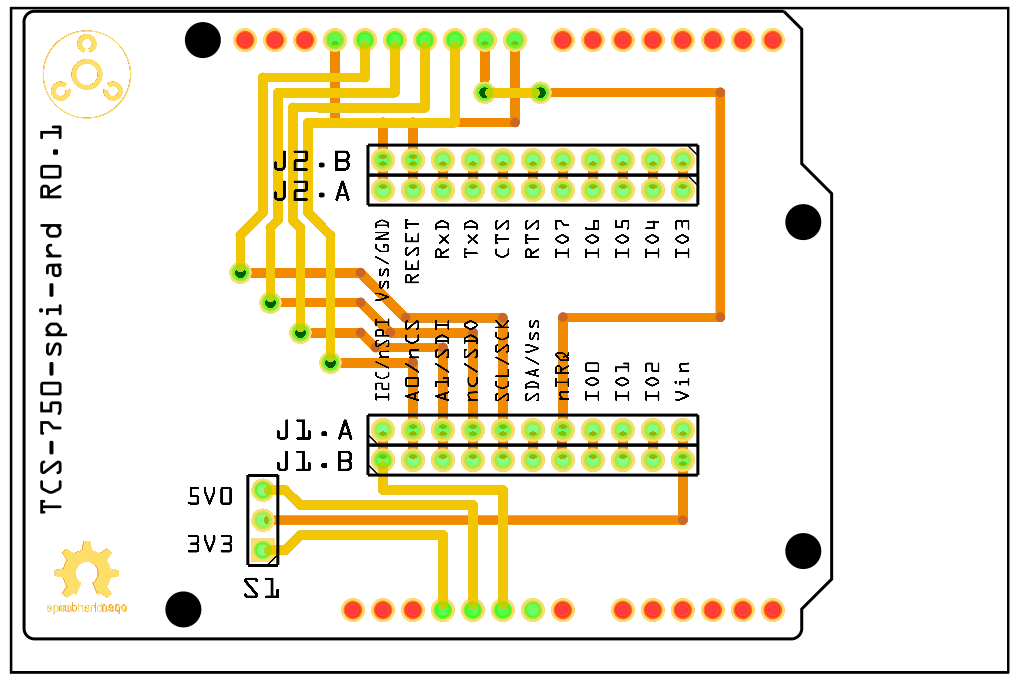 TCS-750-spi-ard R0.1
J2.B
J2.A
Vss/GND
RESET
RxD
TxD
CTS
RTS
IO7
IO6
IO5
IO4
IO3
I2C/nSPI
A0/nCS
A1/SDI
nc/SDO
SCL/SCK
SDA/Vss
nIRQ
IO0
IO1
IO2
Vin
J1.A
J1.B
5V0
3V3
S1